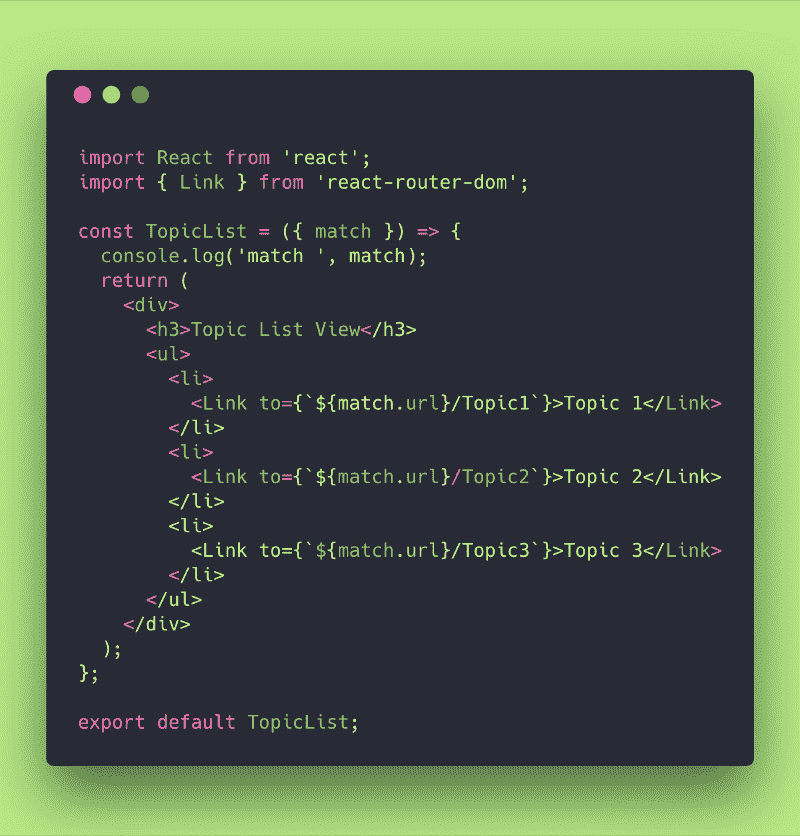 import React from 'react';
import { Link } from 'react-router-dom';

const TopicList = ({ match }) => {
  console.log('match ', match);
  return (
    <div>
      <h3>Topic List View</h3>
      <ul>
        <li>
          <Link to={`${match.url}/Topic1`}>Topic 1</Link>
        </li>
        <li>
          <Link to={`${match.url}/Topic2`}>Topic 2</Link>
        </li>
        <li>
          <Link to={`${match.url}/Topic3`}>Topic 3</Link>
        </li>
      </ul>
    </div>
  );
};

export default TopicList;